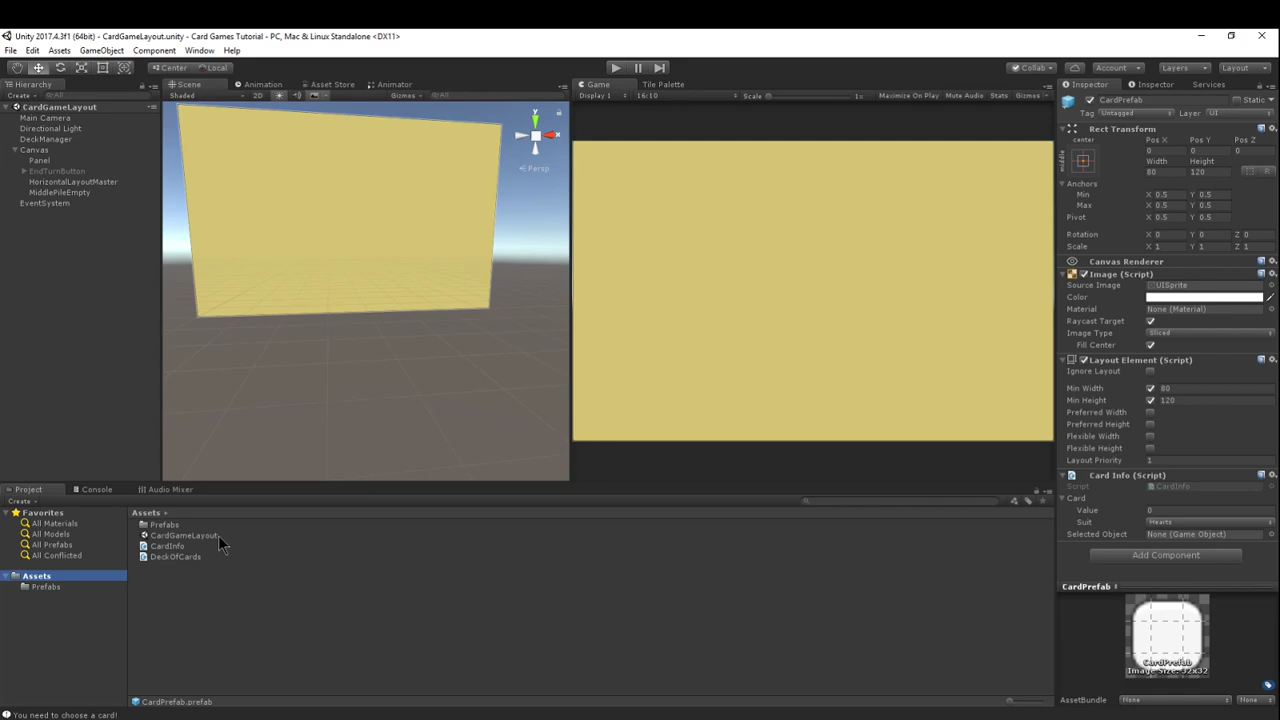 Unity 2017.4.3f1 (64bit) - CardGameLayout.unity - Card Games Tutorial - PC, Mac & Linux Standalone <DX11>
File Edit Assets GameObject Component Window Help
Center Local Collab Account Layers Layout
Hierarchy
Create All
CardGameLayout
Main Camera
Directional Light
DeckManager
Canvas
Panel
EndTurnButton
HorizontalLayoutMaster
MiddlePileEmpty
EventSystem
Scene Animation Asset Store Animator
Shaded 2D Gizmos All
y
Persp
Game Tile Palette
Display 1 16:10 Scale 1x Maximize On Play Mute Audio Stats Gizmos
Inspector Inspector Services
CardPrefab Static
Tag Untagged Layer UI
Rect Transform
center Pos X Pos Y Pos Z
middle 0 0 0
Width Height
80 120 R
Anchors
Min X 0.5 Y 0.5
Max X 0.5 Y 0.5
Pivot X 0.5 Y 0.5
Rotation X 0 Y 0 Z 0
Scale X 1 Y 1 Z 1
Canvas Renderer
Image (Script)
Source Image UISprite
Color
Material None (Material)
Raycast Target
Image Type Sliced
Fill Center
Layout Element (Script)
Ignore Layout
Min Width 80
Min Height 120
Preferred Width
Preferred Height
Flexible Width
Flexible Height
Layout Priority 1
Card Info (Script)
Script CardInfo
Card
Value 0
Suit Hearts
Selected Object None (Game Object)
Add Component
CardPrefab
CardPrefab
Image Size: 32x32
AssetBundle None None
Project Console Audio Mixer
Create
Favorites
All Materials
All Models
All Prefabs
All Conflicted
Assets
Prefabs
Assets
Prefabs
CardGameLayout
CardInfo
DeckOfCards
CardPrefab.prefab
You need to choose a card!